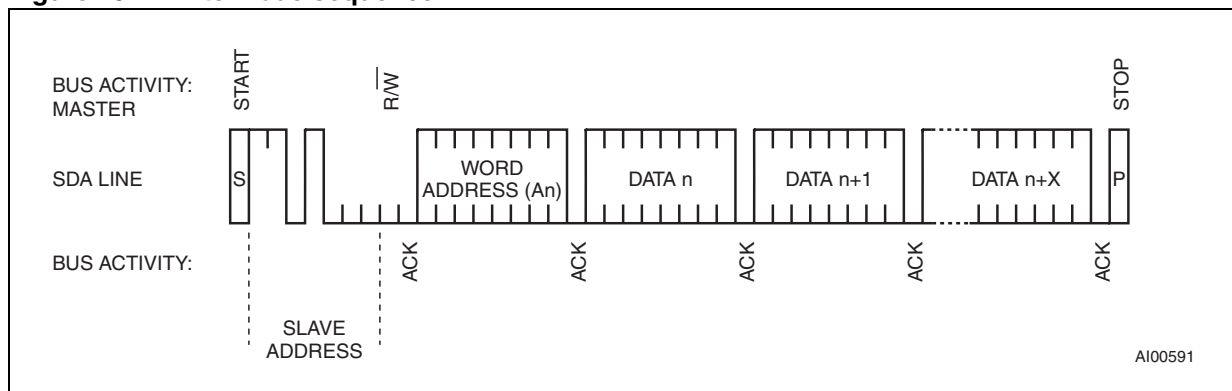 START
R/W
STOP
BUS ACTIVITY:
MASTER
SDA LINE
S
WORD
ADDRESS (An)
DATA n
DATA n+1
DATA n+X
P
BUS ACTIVITY:
ACK
ACK
ACK
ACK
ACK
SLAVE
ADDRESS
AI00591